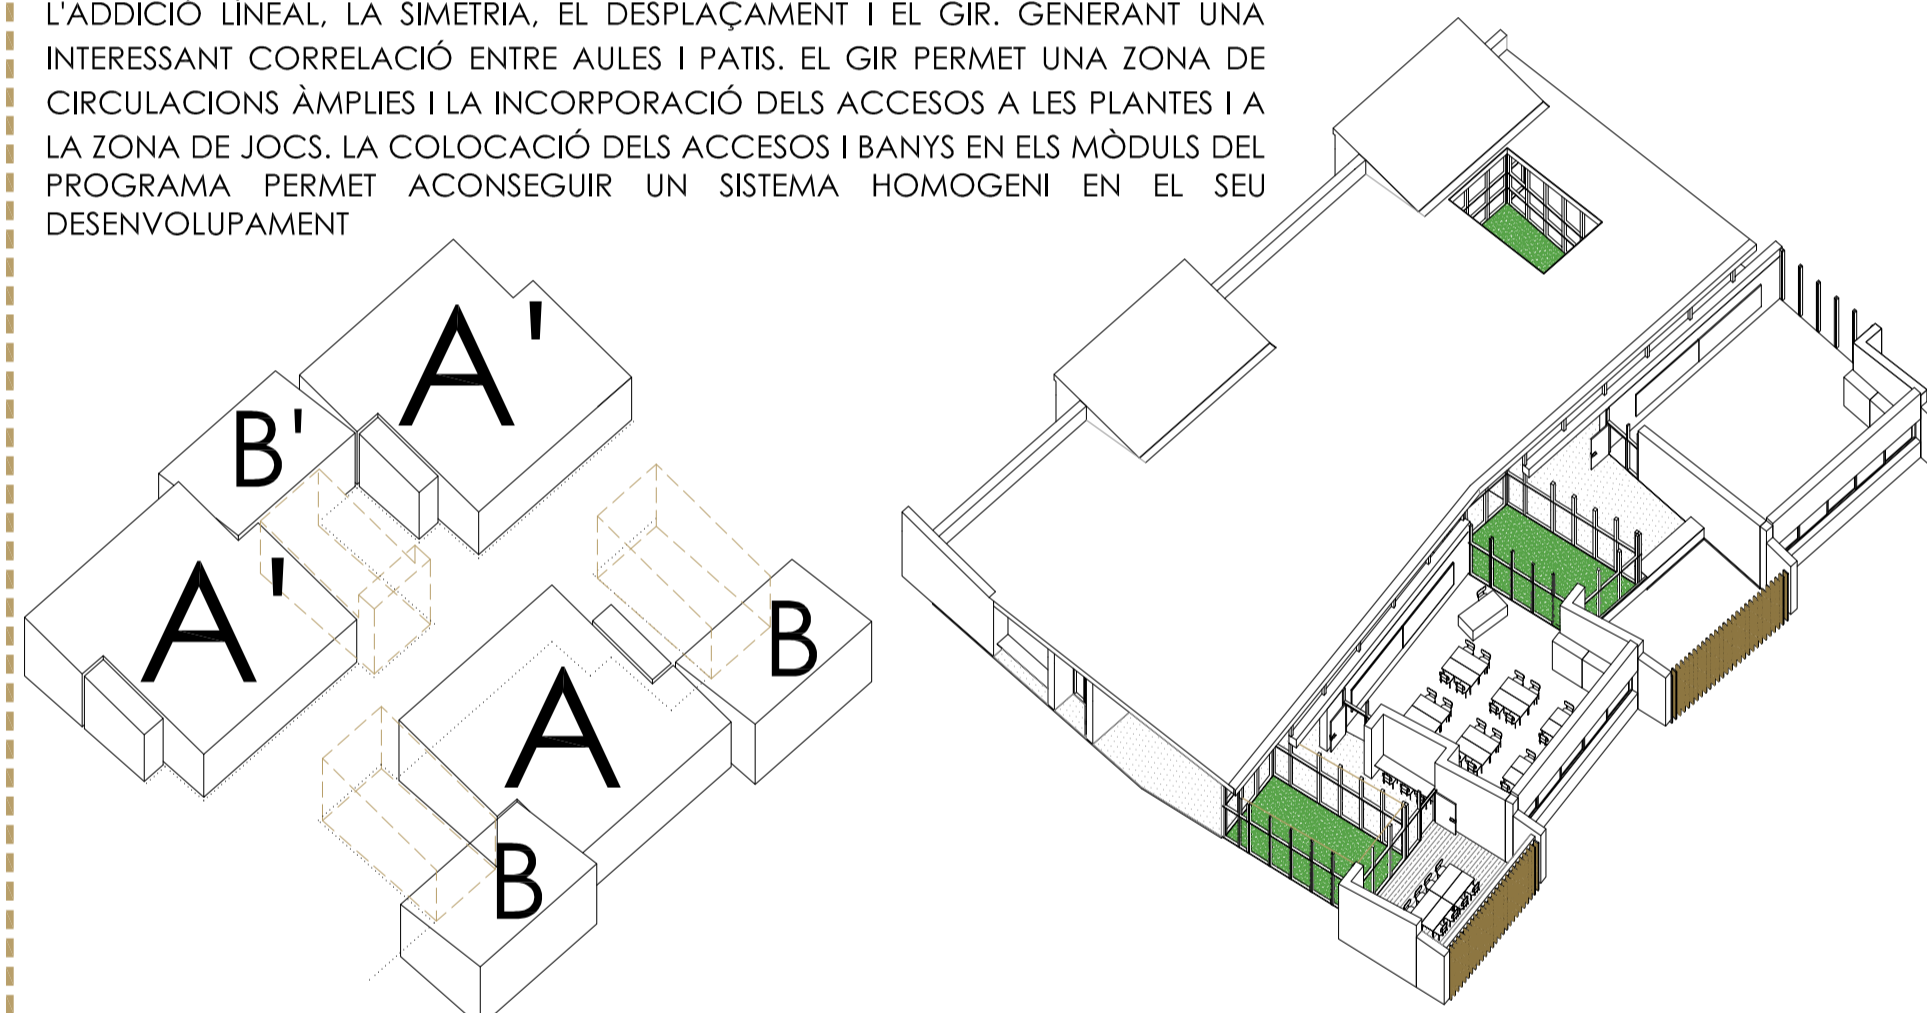 L'ADDICIÓ LÍNEAL, LA SIMETRIA, EL DESPLAÇAMENT I EL GIR. GENERANT UNA
INTERESSANT CORRELACIÓ ENTRE AULES I PATIS. EL GIR PERMET UNA ZONA DE
CIRCULACIONS ÀMPLIES I LA INCORPORACIÓ DELS ACCESOS A LES PLANTES I A
LA ZONA DE JOCS. LA COLOCACIÓ DELS ACCESOS I BANYS EN ELS MÒDULS DEL
PROGRAMA PERMET ACONSEGUIR UN SISTEMA HOMOGENI EN EL SEU
DESENVOLUPAMENT
A'
B'
A'
B
A
B